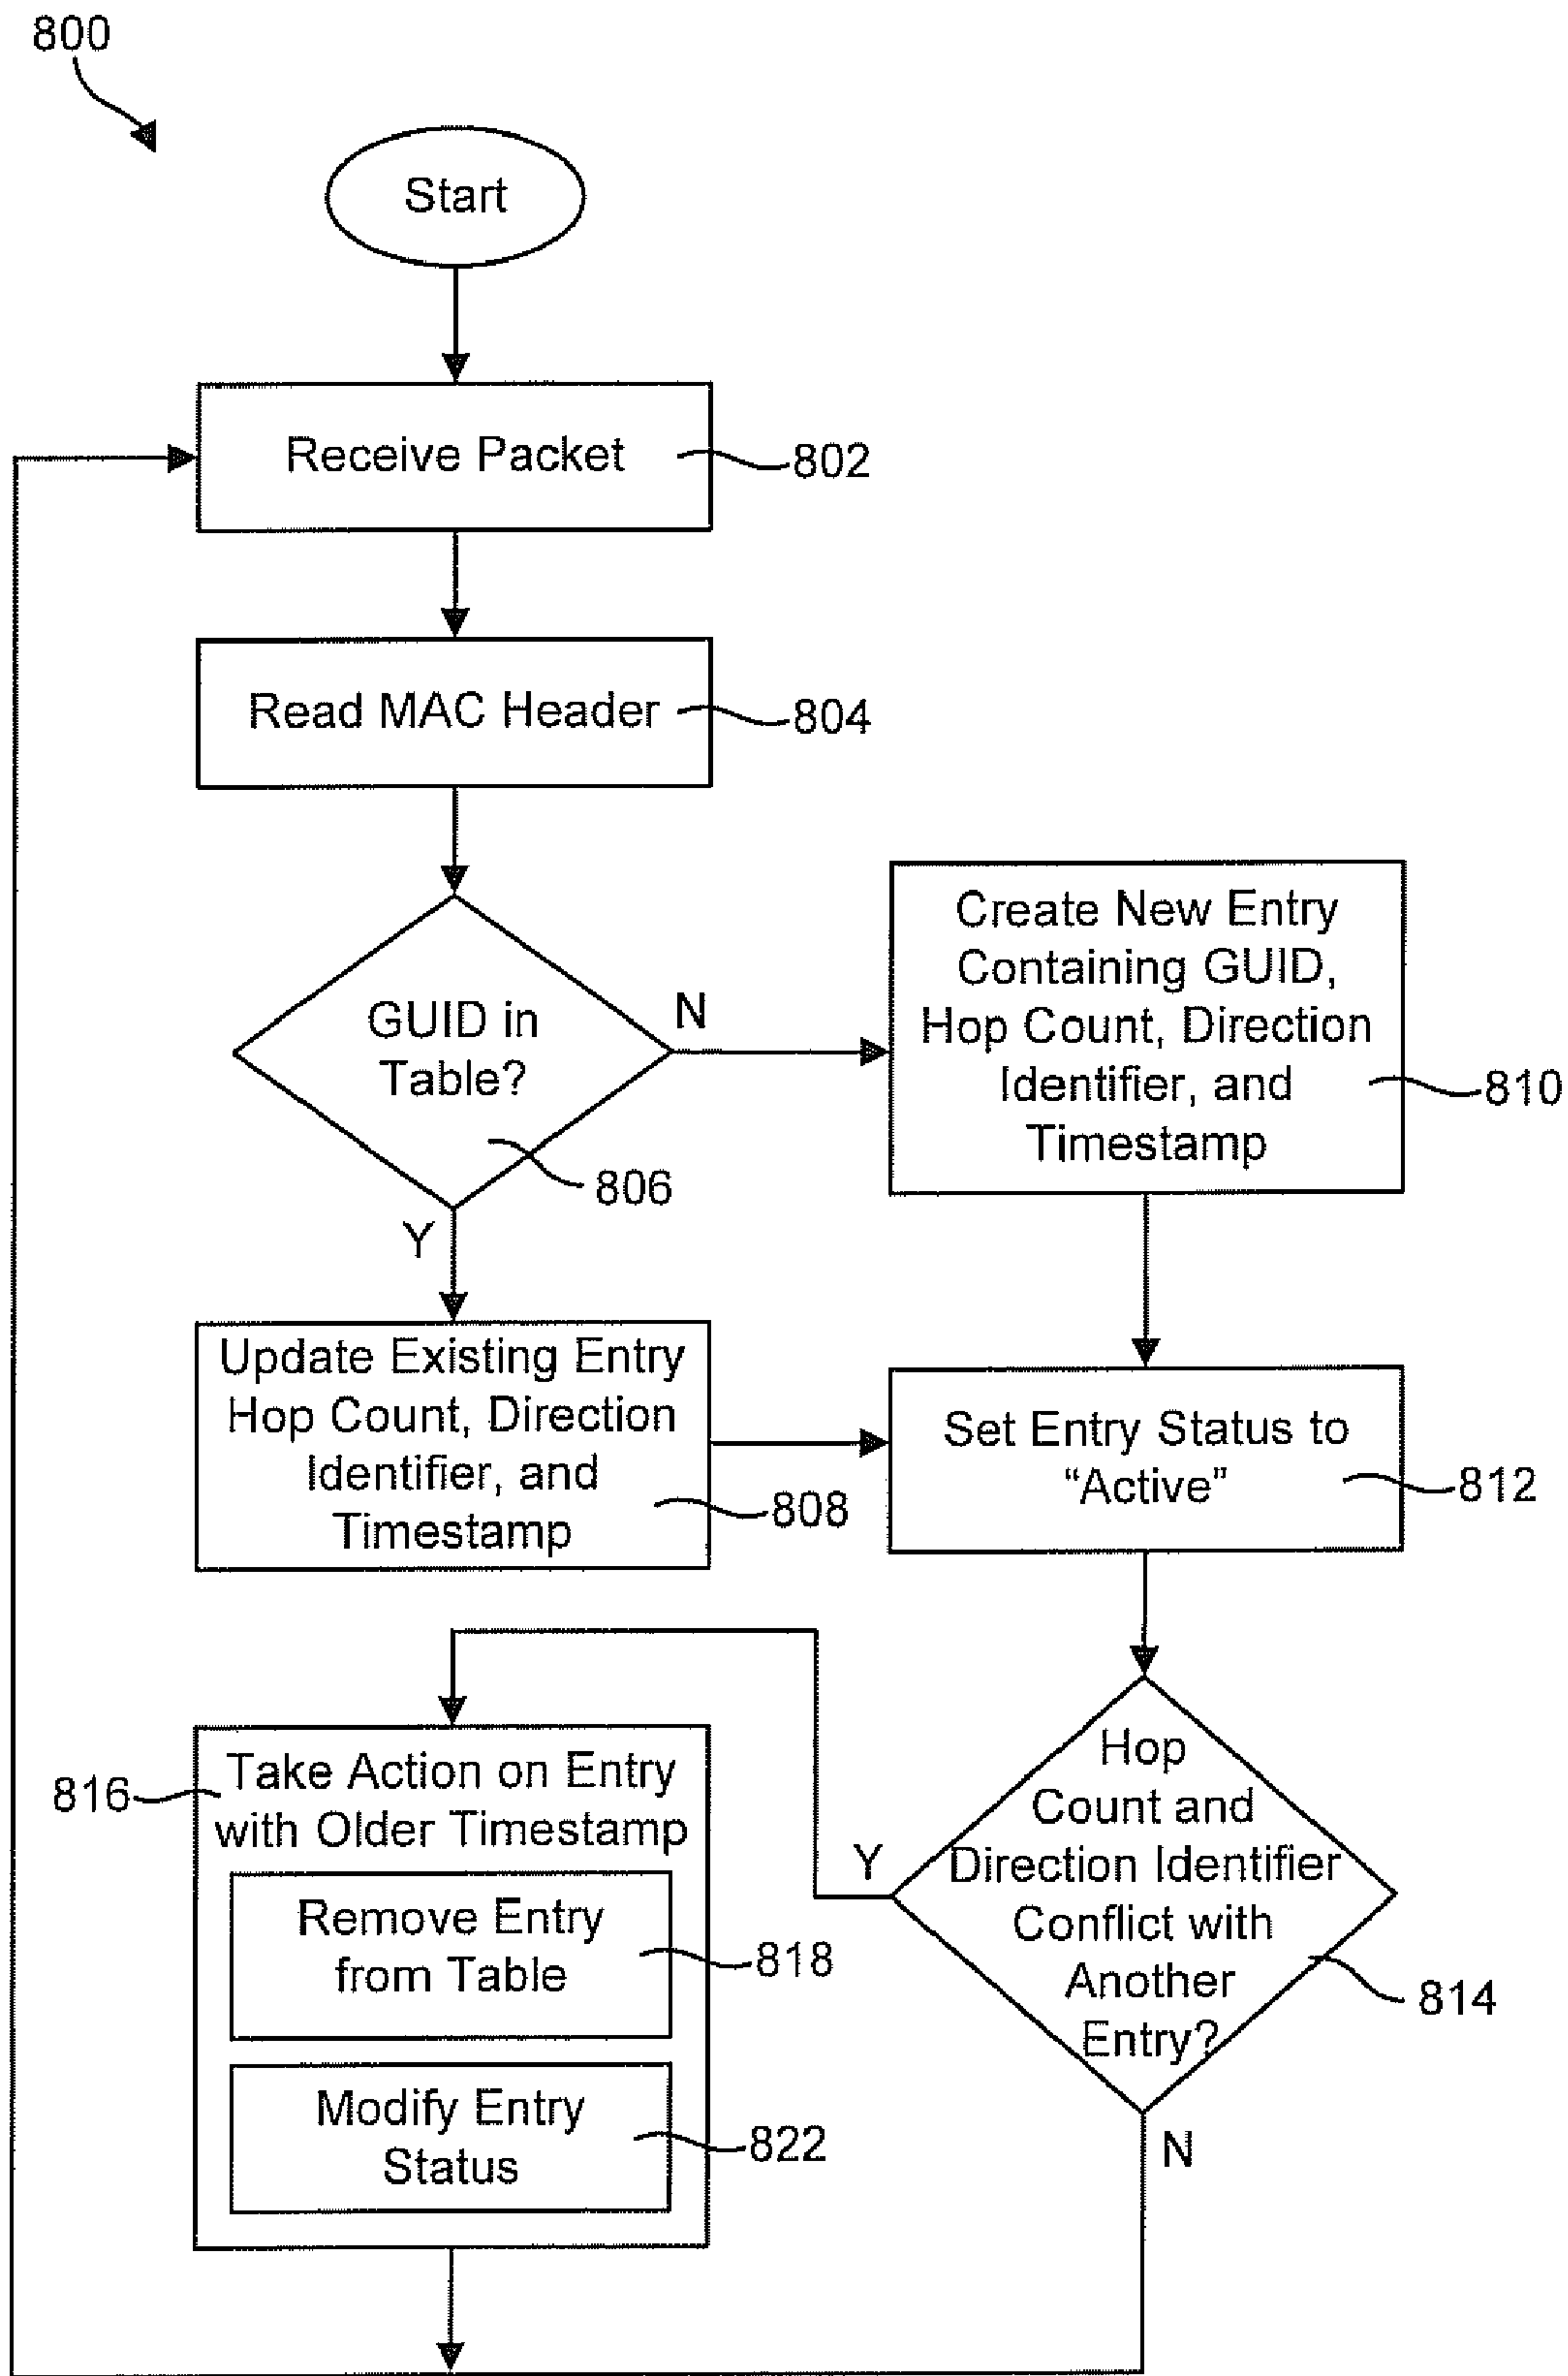 800
Start
Receive Packet
802
Read MAC Header
804
GUID in
Table?
N
806
Y
Create New Entry
Containing GUID,
Hop Count, Direction
Identifier, and
Timestamp
810
Update Existing Entry
Hop Count, Direction
Identifier, and
Timestamp
808
Set Entry Status to
“Active”
812
Hop
Count and
Direction Identifier
Conflict with
Another
Entry?
814
Y
N
816
Take Action on Entry
with Older Timestamp
Remove Entry
from Table
818
Modify Entry
Status
822